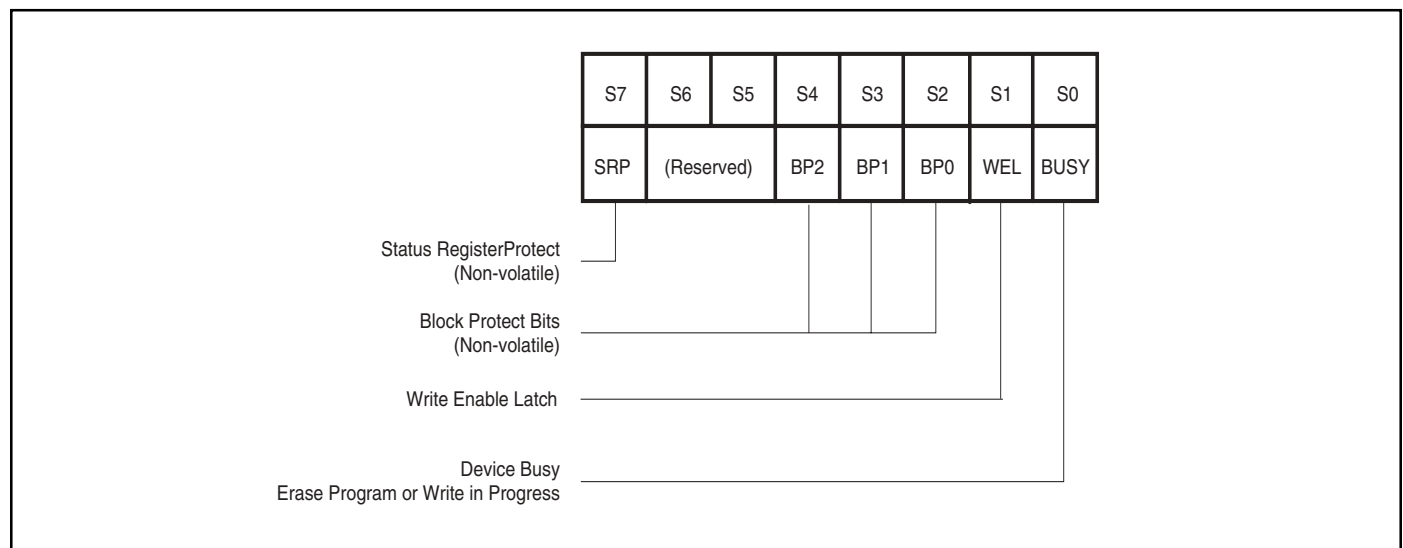 S7 S6 S5 S4 S3 S2 S1 S0
SRP (Reserved) BP2 BP1 BP0 WEL BUSY
Status RegisterProtect
(Non-volatile)
Block Protect Bits
(Non-volatile)
Write Enable Latch
Device Busy
Erase Program or Write in Progress